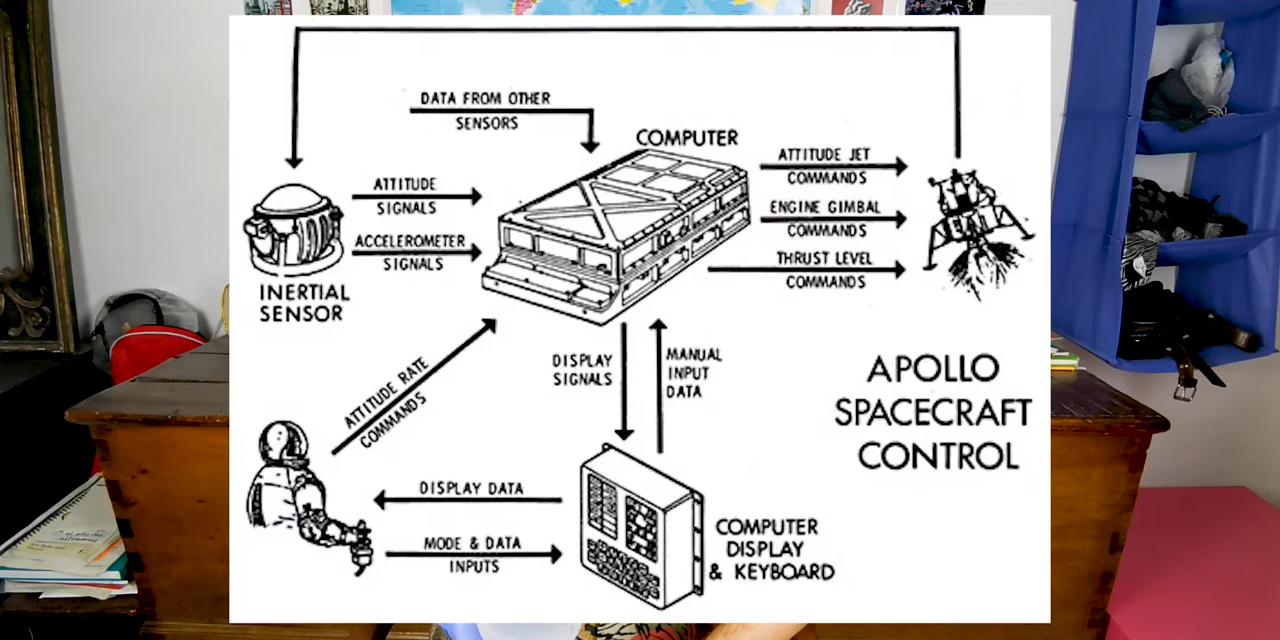 DATA FROM OTHER
SENSORS
COMPUTER
ATTITUDE JET
COMMANDS
ATTITUDE
SIGNALS
ENGINE GIMBAL
COMMANDS
ACCELEROMETER
SIGNALS
THRUST LEVEL
COMMANDS
INERTIAL
SENSOR
ATTITUDE RATE
COMMANDS
DISPLAY
SIGNALS
MANUAL
INPUT
DATA
APOLLO
SPACECRAFT
CONTROL
DISPLAY DATA
MODE & DATA
INPUTS
COMPUTER
DISPLAY
& KEYBOARD